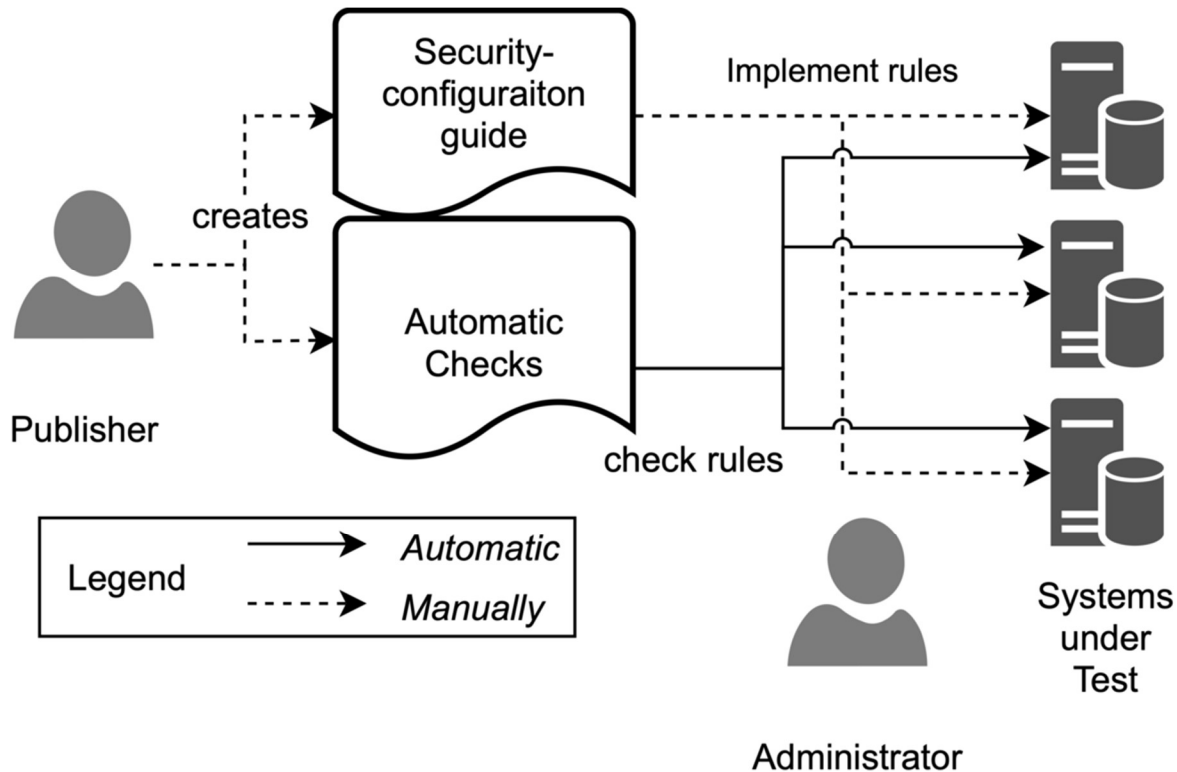 Security-
configuraiton
guide
Implement rules
creates
Automatic
Checks
Publisher
check rules
Legend
Automatic
Manually
Systems
under
Test
Administrator